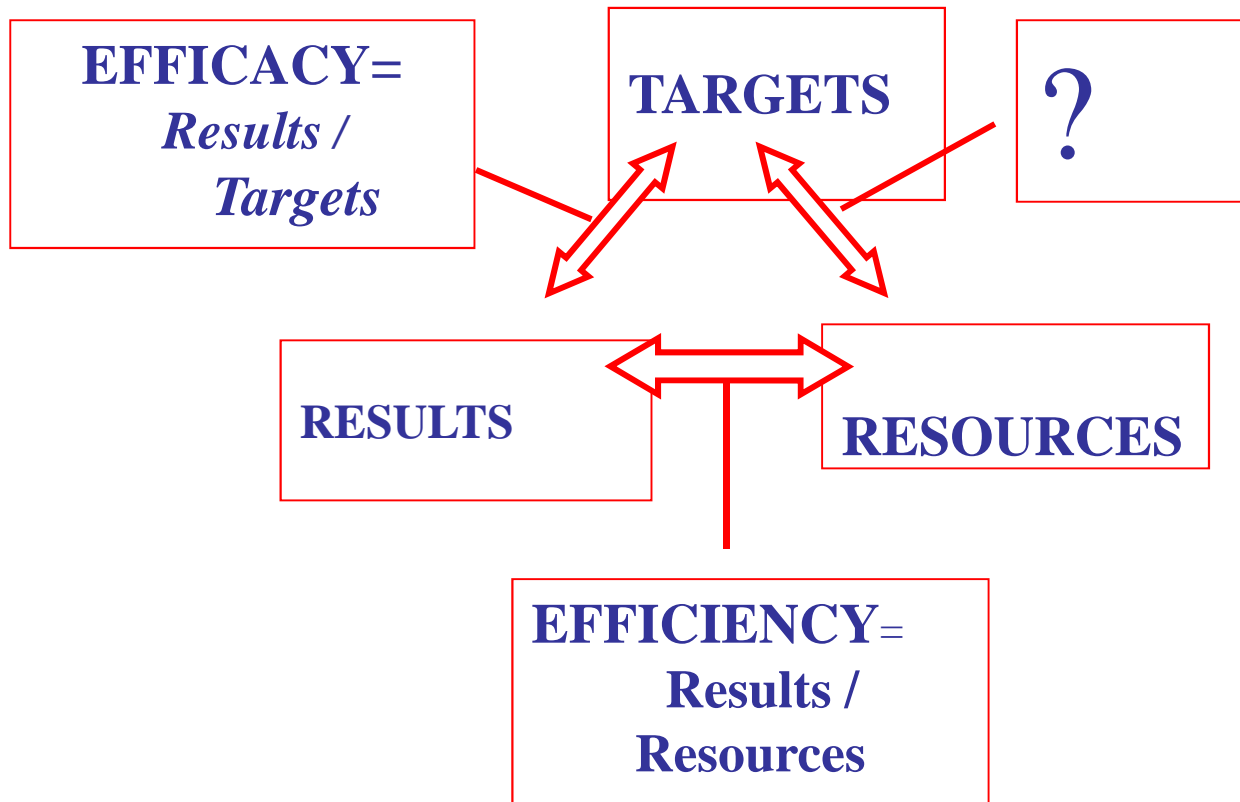 EFFICACY=
Results /
Targets
TARGETS
?
RESULTS
RESOURCES
EFFICIENCY=
Results /
Resources